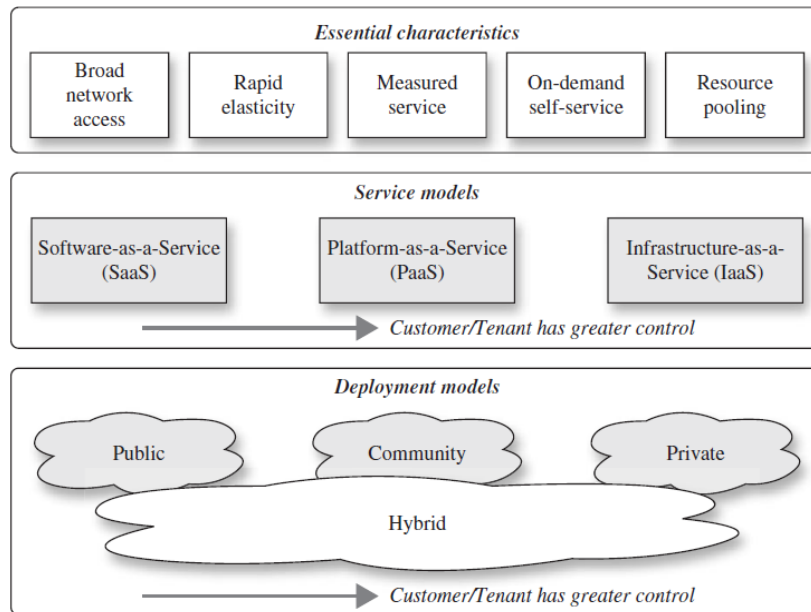 Essential characteristics
Broad
network
access
Rapid
elasticity
Measured
service
On-demand
self-service
Resource
pooling
Service models
Software-as-a-Service
(SaaS)
Platform-as-a-Service
(PaaS)
Infrastructure-as-a-
Service (IaaS)
Customer/Tenant has greater control
Deployment models
Public
Community
Private
Hybrid
Customer/Tenant has greater control